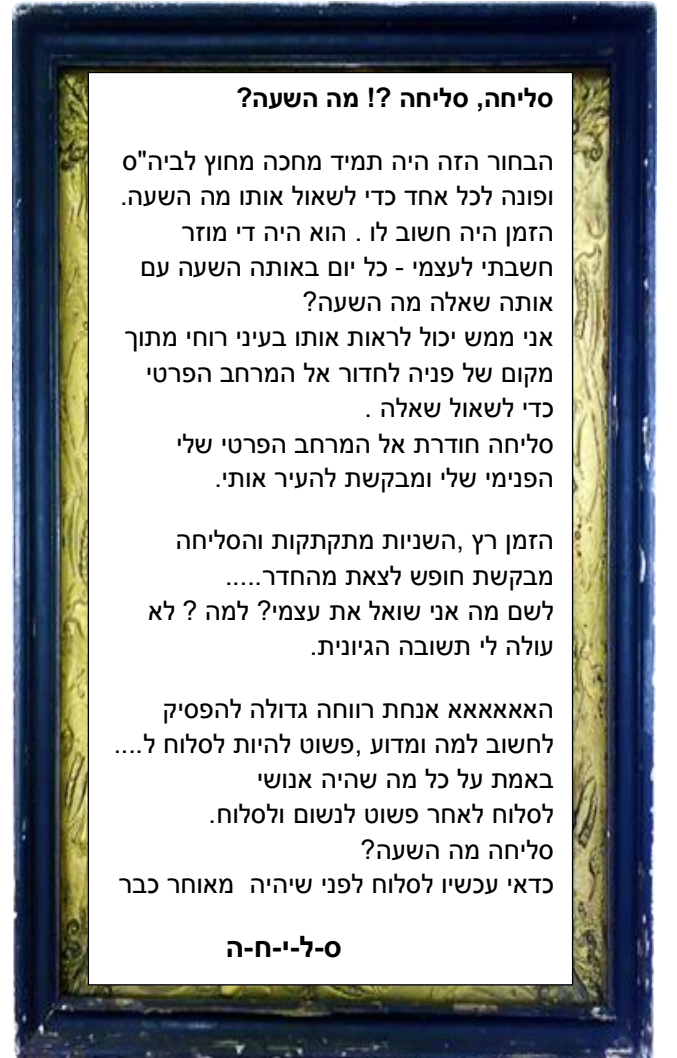 סליחה, סליחה ?! מה השעה?
הבחור הזה היה תמיד מחכה מחוץ לביה"ס
ופונה לכל אחד כדי לשאול אותו מה השעה.
הזמן היה חשוב לו . הוא היה די מוזר
חשבתי לעצמי - כל יום באותה השעה עם
אותה שאלה מה השעה?
אני ממש יכול לראות אותו בעיני רוחי מתוך
מקום של פניה לחדור אל המרחב הפרטי
כדי לשאול שאלה .
סליחה חודרת אל המרחב הפרטי שלי
הפנימי שלי ומבקשת להעיר אותי.
הזמן רץ ,השניות מתקתקות והסליחה
מבקשת חופש לצאת מהחדר.....
לשם מה אני שואל את עצמי? למה ? לא
עולה לי תשובה הגיונית.
האאאאאא אנחת רווחה גדולה להפסיק
לחשוב למה ומדוע ,פשוט להיות לסלוח ל....
באמת על כל מה שהיה אנושי
לסלוח לאחר פשוט לנשום ולסלוח.
סליחה מה השעה?
כדאי עכשיו לסלוח לפני שיהיה מאוחר כבר
ס-ל-י-ח-ה